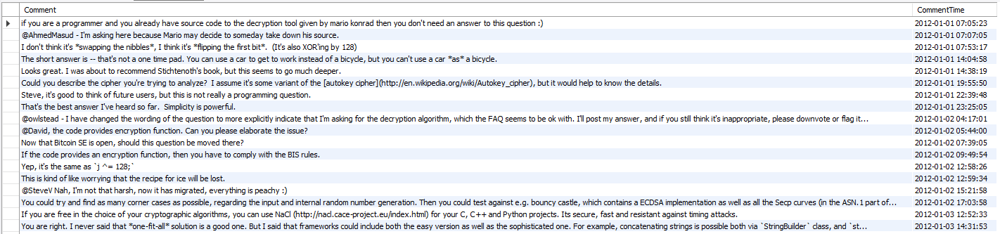 Comment CommentTime
if you are a programmer and you already have source code to the decryption tool given by mario konrad then you don't need an answer to this question :) 2012-01-01 07:05:23
@AhmedMasud - I'm asking here because Mario may decide to someday take down his source. 2012-01-01 07:07:05
I don't think it's *swapping the nibbles*, I think it's *flipping the first bit*.  (It's also XOR'ing by 128) 2012-01-01 07:53:17
The short answer is -- that's not a one time pad. You can use a car to get to work instead of a bicycle, but you can't use a car *as* a bicycle. 2012-01-01 14:04:58
Looks great. I was about to recommend Stichtenoth's book, but this seems to go much deeper. 2012-01-01 14:38:19
Could you describe the cipher you're trying to analyze?  I assume it's some variant of the [autokey cipher](http://en.wikipedia.org/wiki/Autokey_cipher), but it would help to know the details. 2012-01-01 19:55:50
Steve, it's good to think of future users, but this is not really a programming question. 2012-01-01 22:39:48
That's the best answer I've heard so far.  Simplicity is powerful. 2012-01-01 23:25:05
@owlstead - I have changed the wording of the question to more explicitly indicate that I'm asking for the decryption algorithm, which the FAQ seems to be ok with. I'll post my answer, and if you still think it's inappropriate, please downvote or flag it... 2012-01-02 04:17:01
@David, the code provides encryption function. Can you please elaborate the issue? 2012-01-02 05:44:00
Now that Bitcoin SE is open, should this question be moved there? 2012-01-02 07:39:05
If the code provides an encryption function, then you have to comply with the BIS rules. 2012-01-02 09:49:54
Yep, it's the same as `j ^= 128;` 2012-01-02 12:58:26
This is kind of like worrying that the recipe for ice will be lost. 2012-01-02 12:59:34
@SteveV Nah, I'm not that harsh, now it has migrated, everything is peachy :) 2012-01-02 15:21:58
You could try and find as many corner cases as possible, regarding the input and internal random number generation. Then you could test against e.g. bouncy castle, which contains a ECDSA implementation as well as all the Secp curves (in the ASN.1 part of... 2012-01-02 17:03:58
If you are free in the choice of your cryptographic algorithms, you can use NaCl (http://nacl.cace-project.eu/index.html) for your C, C++ and Python projects. Its secure, fast and resistant against timing attacks. 2012-01-03 12:52:33
You are right. I never said that *one-fit-all* solution is a good one. But I said that frameworks could include both the easy version as well as the sophisticated one. For example, concatenating strings is possible both via `StringBuilder` class, and `st... 2012-01-03 14:31:53